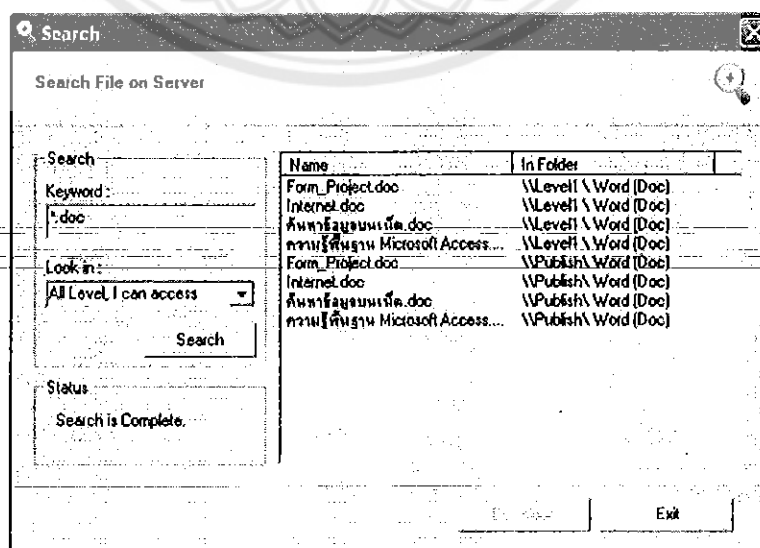 Search
Search File on Server
Search
Keyword :
*.doc
Look in :
All Level, I can access
Search
Status
Search is Complete.
Name In Folder
Form_Project.doc \\Level1 \ Word (Doc)
Internet.doc \\Level1 \ Word (Doc)
ค้นหาข้อมูลบนเน็ต.doc \\Level1 \ Word (Doc)
ความรู้พื้นฐาน Microsoft Access.... \\Level1 \ Word (Doc)
Form_Project.doc \\Publish\ Word (Doc)
Internet.doc \\Publish\ Word (Doc)
ค้นหาข้อมูลบนเน็ต.doc \\Publish\ Word (Doc)
ความรู้พื้นฐาน Microsoft Access.... \\Publish\ Word (Doc)
Exit